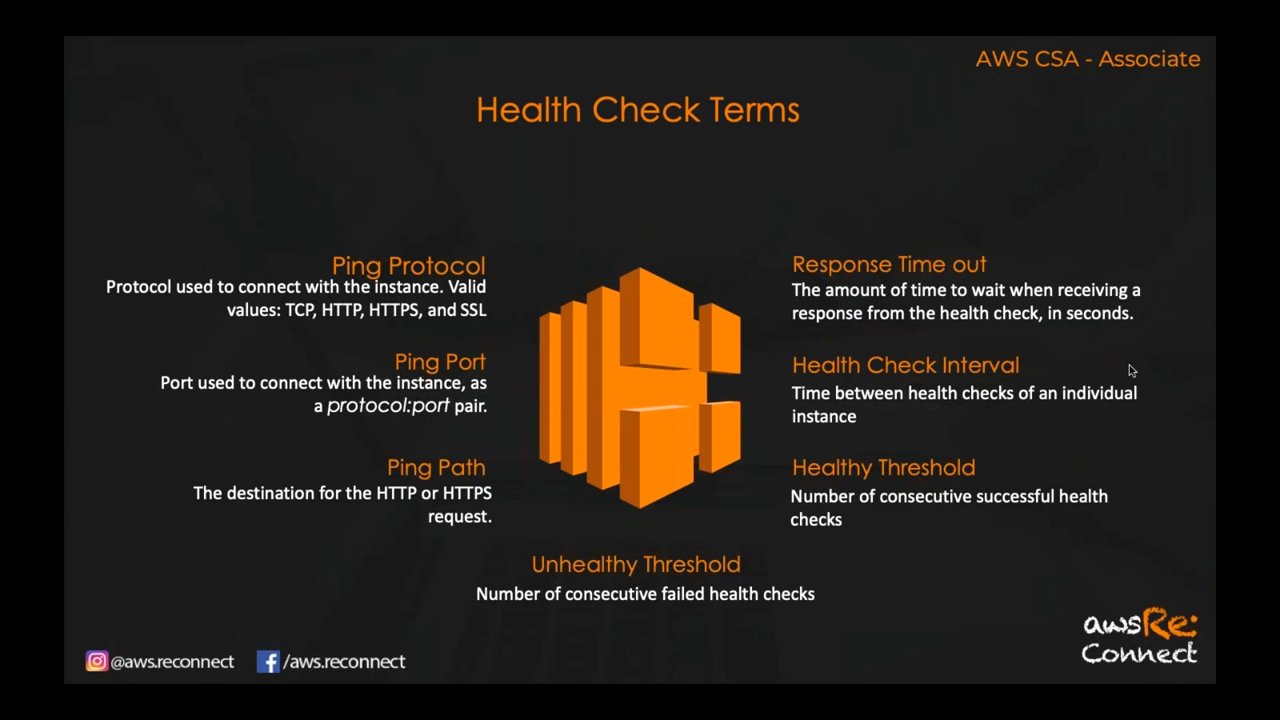 AWS CSA - Associate
Health Check Terms
Ping Protocol
Protocol used to connect with the instance. Valid
values: TCP, HTTP, HTTPS, and SSL
Ping Port
Port used to connect with the instance, as
a protocol:port pair.
Ping Path
The destination for the HTTP or HTTPS
request.
Response Time out
The amount of time to wait when receiving a
response from the health check, in seconds.
Health Check Interval
Time between health checks of an individual
instance
Healthy Threshold
Number of consecutive successful health
checks
Unhealthy Threshold
Number of consecutive failed health checks
@aws.reconnect
/aws.reconnect
awsRe:
Connect